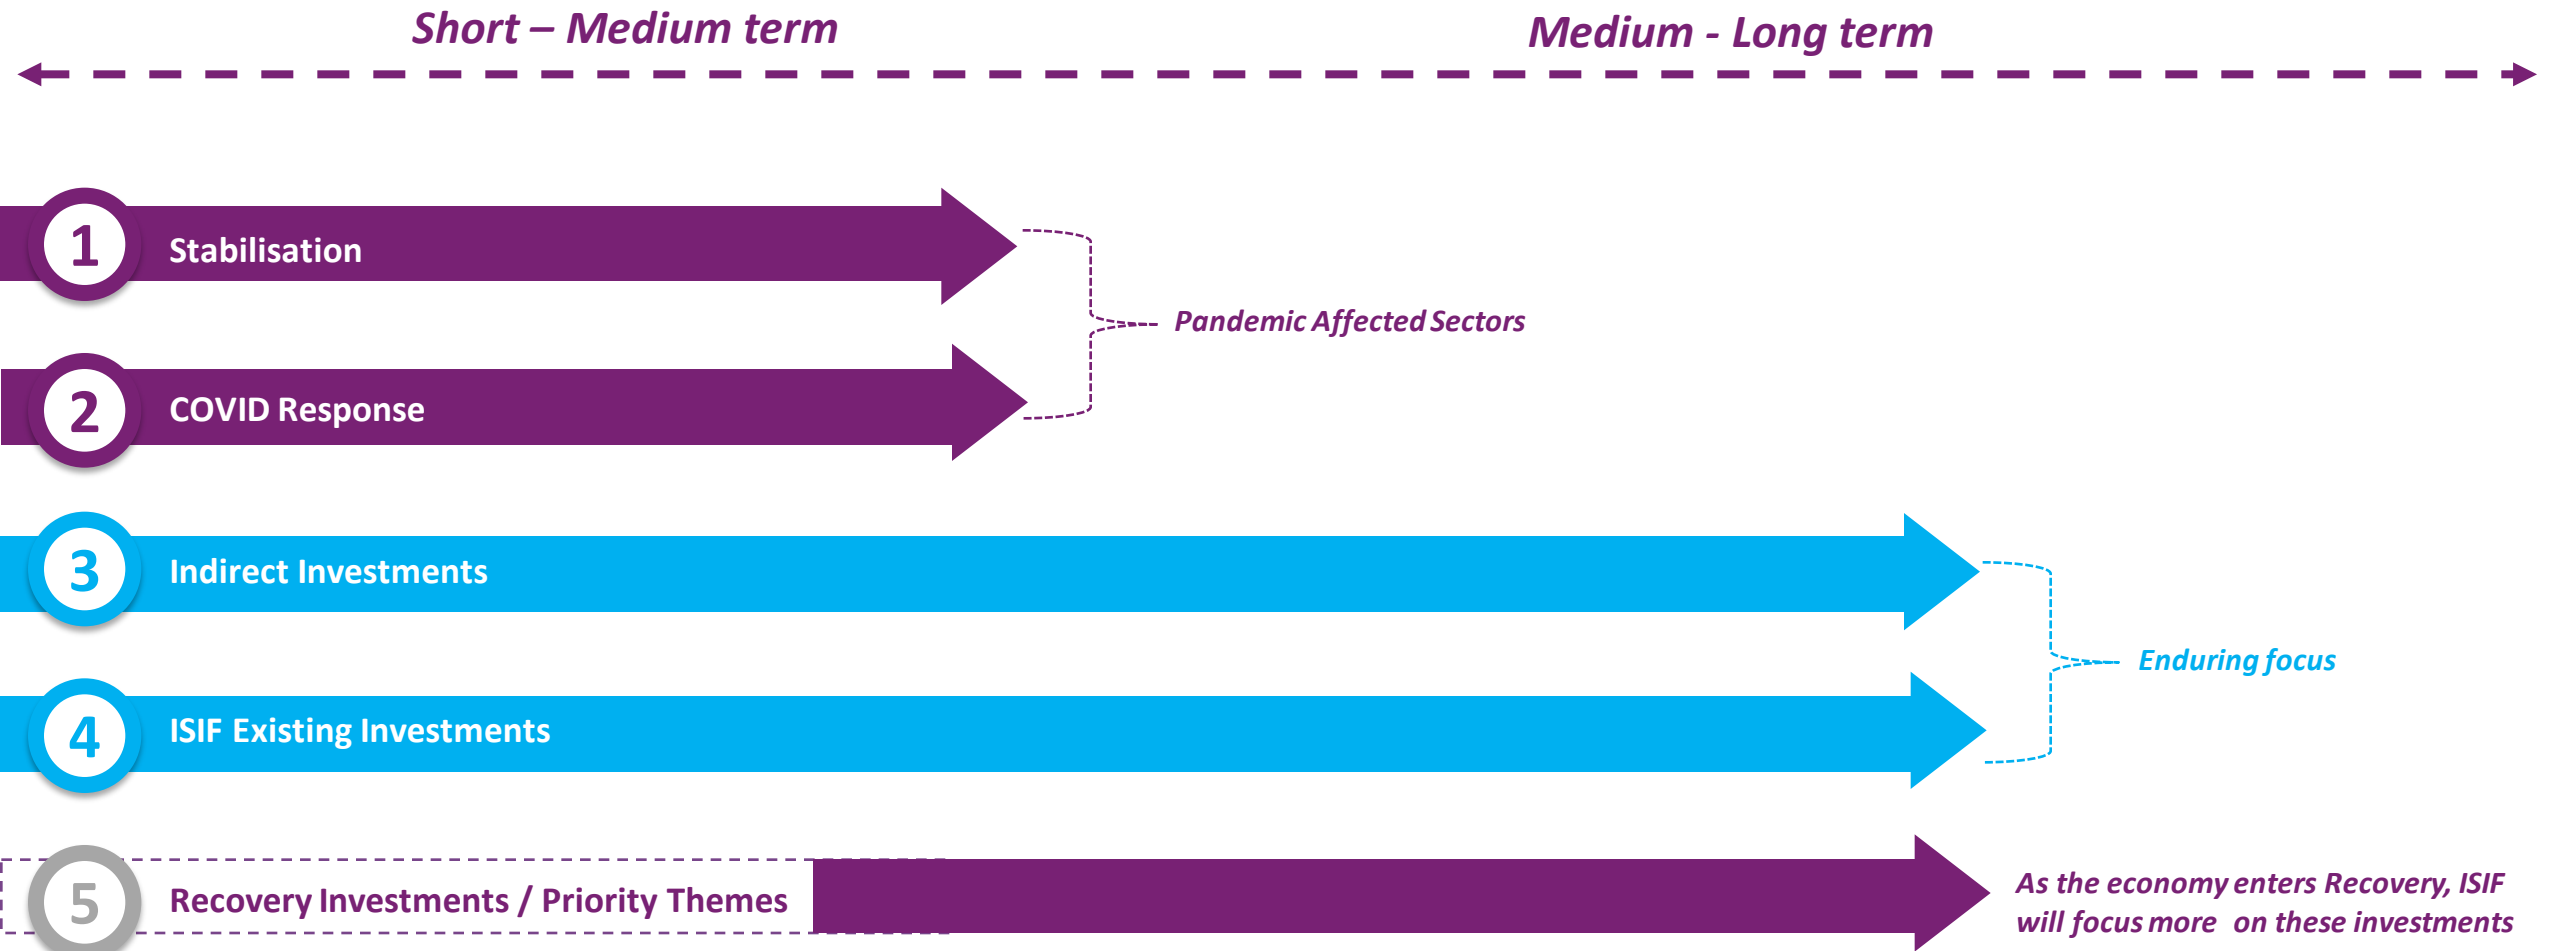 Short – Medium term
Medium - Long term
1
Stabilisation
Pandemic Affected Sectors
2
COVID Response
3
Indirect Investments
Enduring focus
4
ISIF Existing Investments
5
Recovery Investments / Priority Themes
As the economy enters Recovery, ISIF
will focus more on these investments